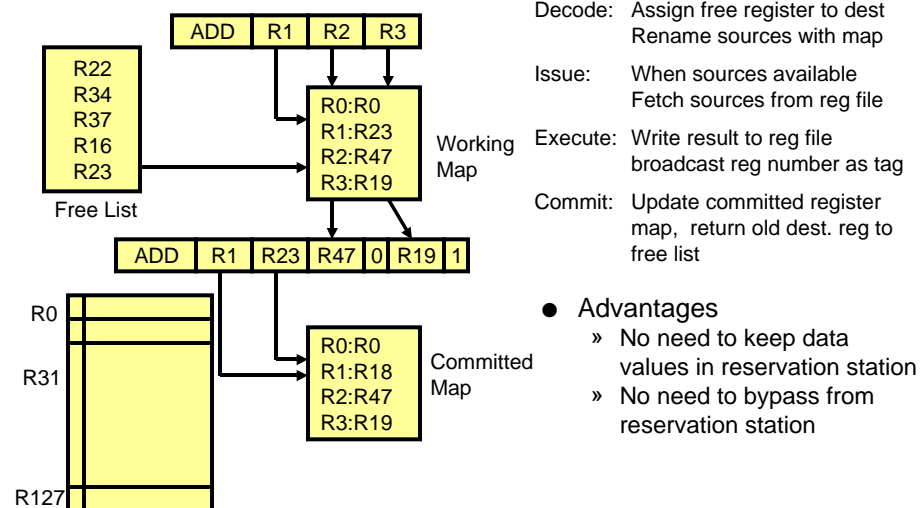 ADD R1 R2 R3
R22
R34
R37
R16
R23
Free List
R0:R0
R1:R23
R2:R47
R3:R19
Working
Map
ADD R1 R23 R47 0 R19 1
R0
R31
R127
R0:R0
R1:R18
R2:R47
R3:R19
Committed
Map
Decode: Assign free register to dest
Rename sources with map
Issue: When sources available
Fetch sources from reg file
Execute: Write result to reg file
broadcast reg number as tag
Commit: Update committed register
map, return old dest. reg to
free list
● Advantages
» No need to keep data
values in reservation station
» No need to bypass from
reservation station